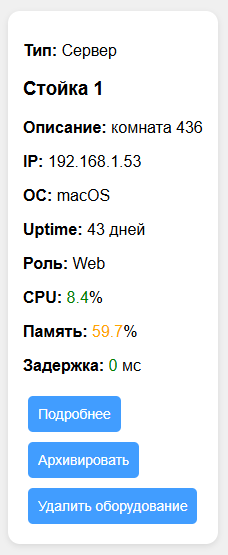 Тип: Сервер
Стойка 1
Описание: комната 436
IP: 192.168.1.53
ОС: macOS
Uptime: 43 дней
Роль: Web
CPU: 8.4%
Память: 59.7%
Задержка: 0 мс
Подробнее
Архивировать
Удалить оборудование